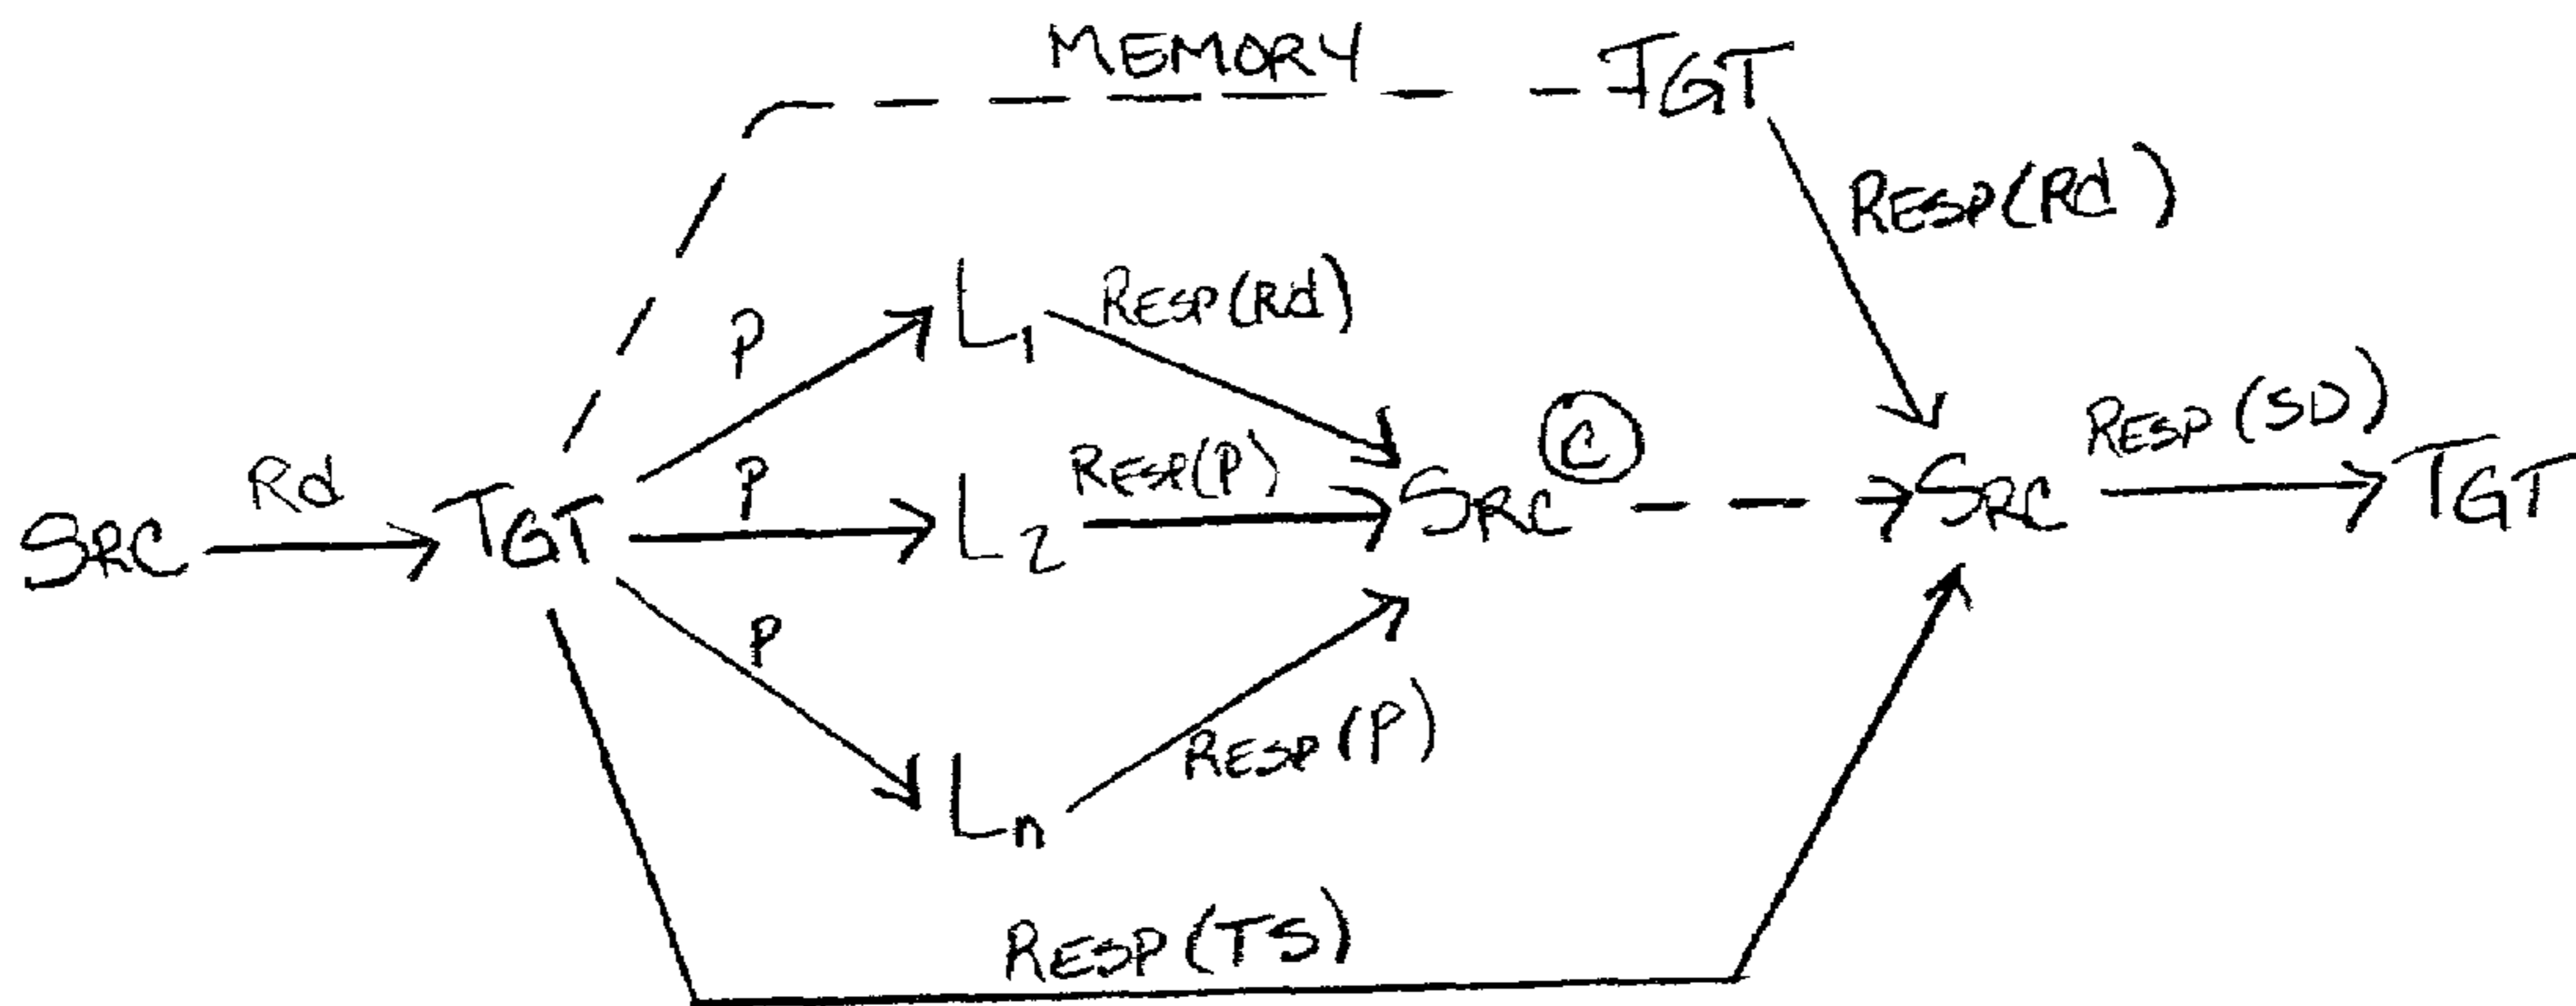 MEMORY
TGT
RESP(Rd)
P
L1
RESP(Rd)
C
RESP(SD)
SRC
Rd
TGT
P
L2
RESP(P)
SRC
SRC
TGT
P
Ln
RESP(P)
RESP(TS)